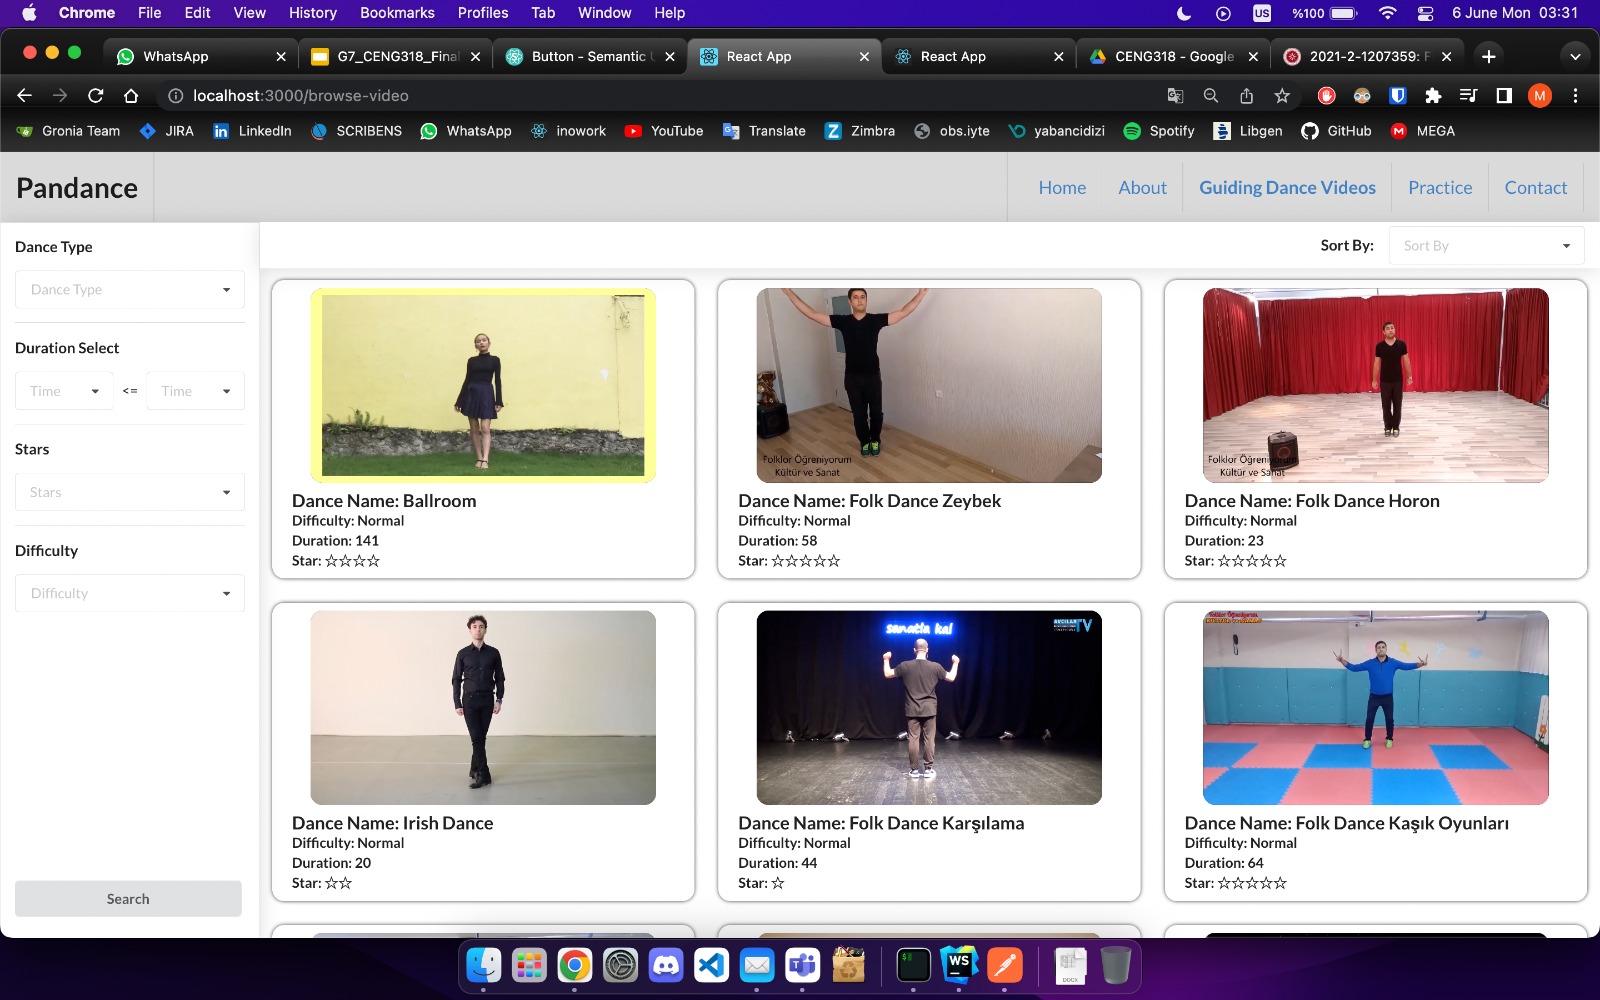 Chrome File Edit View History Bookmarks Profiles Tab Window Help US %100 6 June Mon 03:31
WhatsApp G7_CENG318_Final Button - Semantic U React App React App CENG318 - Google 2021-2-1207359: F
localhost:3000/browse-video M
Gronia Team JIRA LinkedIn SCRIBENS WhatsApp inowork YouTube Translate Zimbra obs.iyte yabancidizi Spotify Libgen GitHub MEGA
Pandance Home About Guiding Dance Videos Practice Contact
Dance Type
Dance Type
Duration Select
Time <= Time
Stars
Stars
Difficulty
Difficulty
Search
Sort By: Sort By
Folklor Öğreniyorum
Kültür ve Sanat
Folklor Öğreniyorum
Kültür ve Sanat
Dance Name: Ballroom
Difficulty: Normal
Duration: 141
Star: ☆☆☆☆
Dance Name: Folk Dance Zeybek
Difficulty: Normal
Duration: 58
Star: ☆☆☆☆☆
Dance Name: Folk Dance Horon
Difficulty: Normal
Duration: 23
Star: ☆☆☆☆☆
sanatla kal
AVCILAR TV
Dance Name: Irish Dance
Difficulty: Normal
Duration: 20
Star: ☆☆
Dance Name: Folk Dance Karşılama
Difficulty: Normal
Duration: 44
Star: ☆
Dance Name: Folk Dance Kaşık Oyunları
Difficulty: Normal
Duration: 64
Star: ☆☆☆☆☆
WS
DOCX